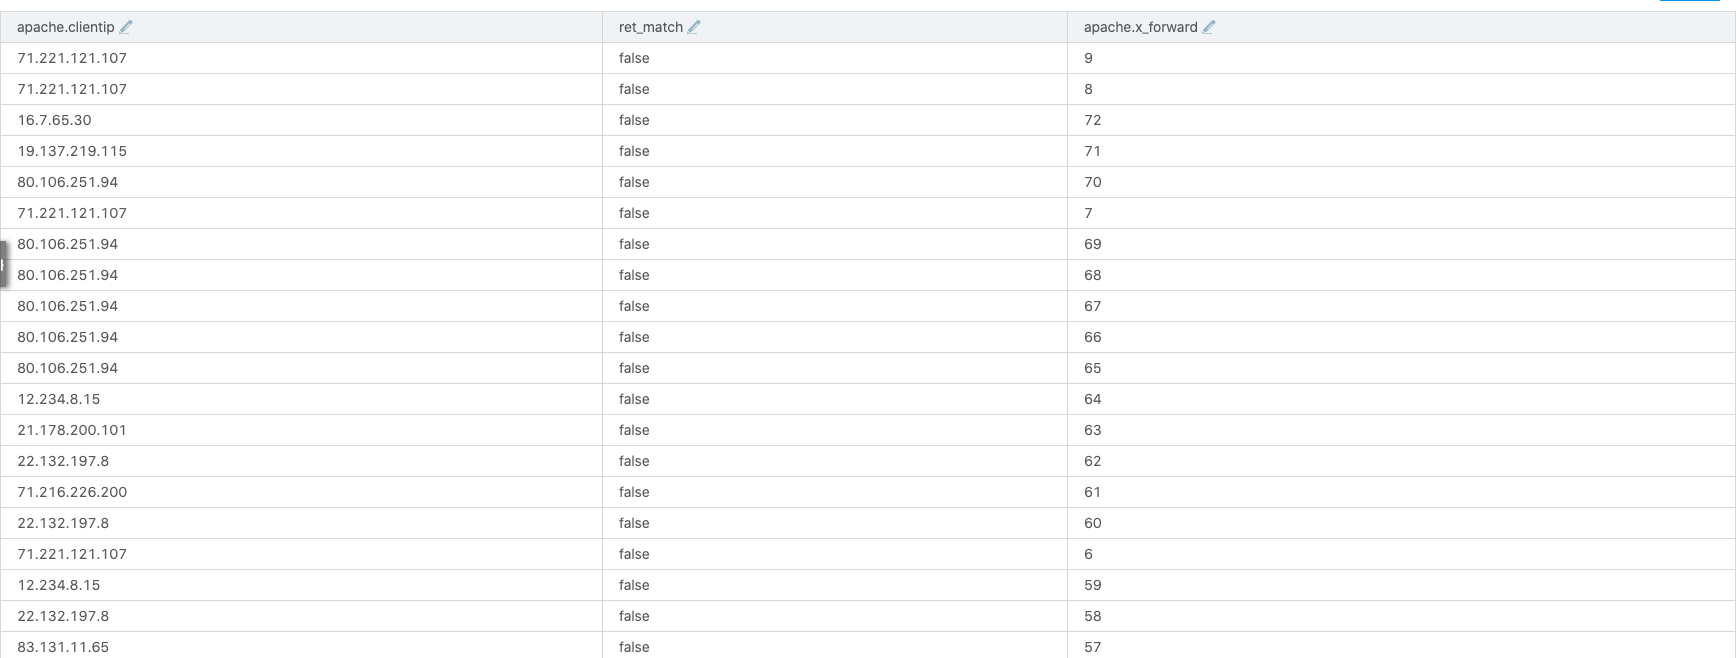 apache.clientip ret_match apache.x_forward
71.221.121.107 false 9
71.221.121.107 false 8
16.7.65.30 false 72
19.137.219.115 false 71
80.106.251.94 false 70
71.221.121.107 false 7
80.106.251.94 false 69
80.106.251.94 false 68
80.106.251.94 false 67
80.106.251.94 false 66
80.106.251.94 false 65
12.234.8.15 false 64
21.178.200.101 false 63
22.132.197.8 false 62
71.216.226.200 false 61
22.132.197.8 false 60
71.221.121.107 false 6
12.234.8.15 false 59
22.132.197.8 false 58
83.131.11.65 false 57